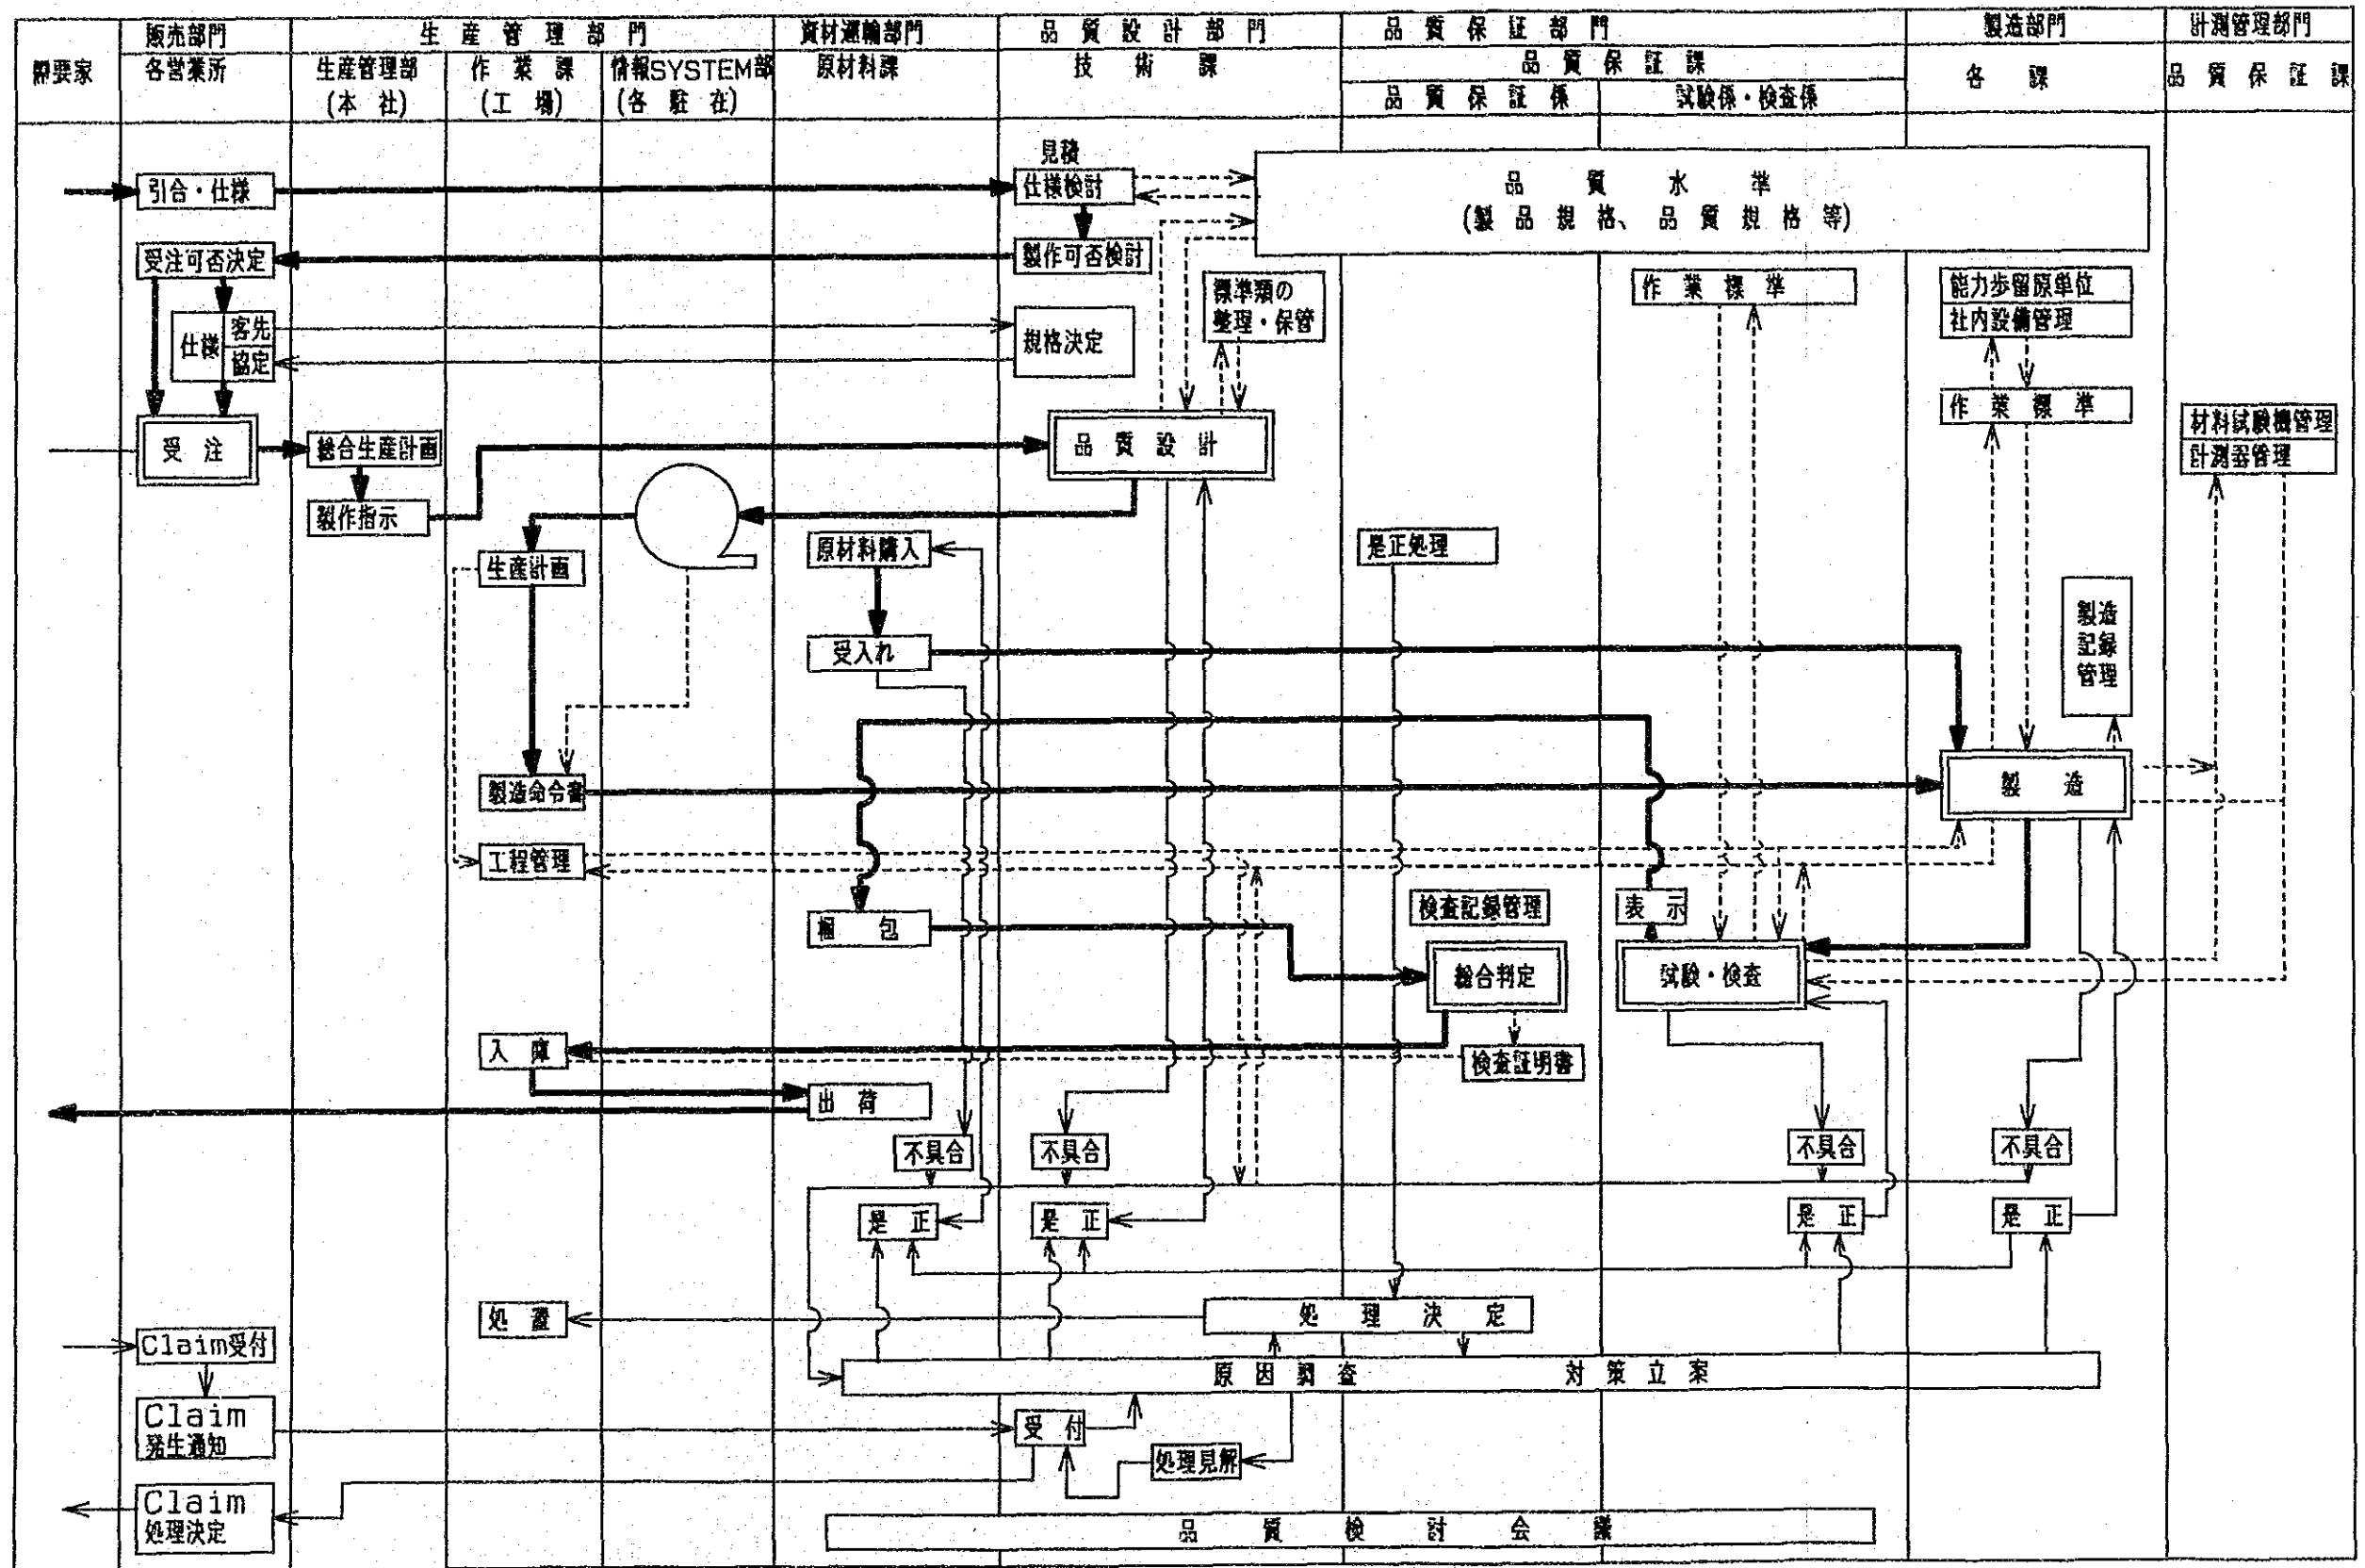 需要家
販売部門
各営業所
生産管理部門
生産管理部
(本社)
作業課
(工場)
情報SYSTEM部
(各駐在)
資材運輸部門
原材料課
品質設計部門
技術課
品質保証部門
品質保証課
品質保証係
試験係・検査係
製造部門
各課
計測管理部門
品質保証課
見積
引合・仕様
仕様検討
品質水準
(製品規格、品質規格等)
受注可否決定
製作可否検討
標準類の
整理・保管
作業標準
能力歩留原単位
社内設備管理
仕様
客先
協定
規格決定
作業標準
受注
総合生産計画
品質設計
材料試験機管理
計測器管理
製作指示
生産計画
原材料購入
是正処理
製造
記録
管理
受入れ
製造命令書
製造
工程管理
梱包
検査記録管理
表示
総合判定
試験・検査
入庫
検査証明書
出荷
不具合
不具合
不具合
不具合
是正
是正
是正
是正
処置
処理決定
Claim受付
原因調査 対策立案
Claim
発生通知
受付
処理見解
Claim
処理決定
品質検討会議